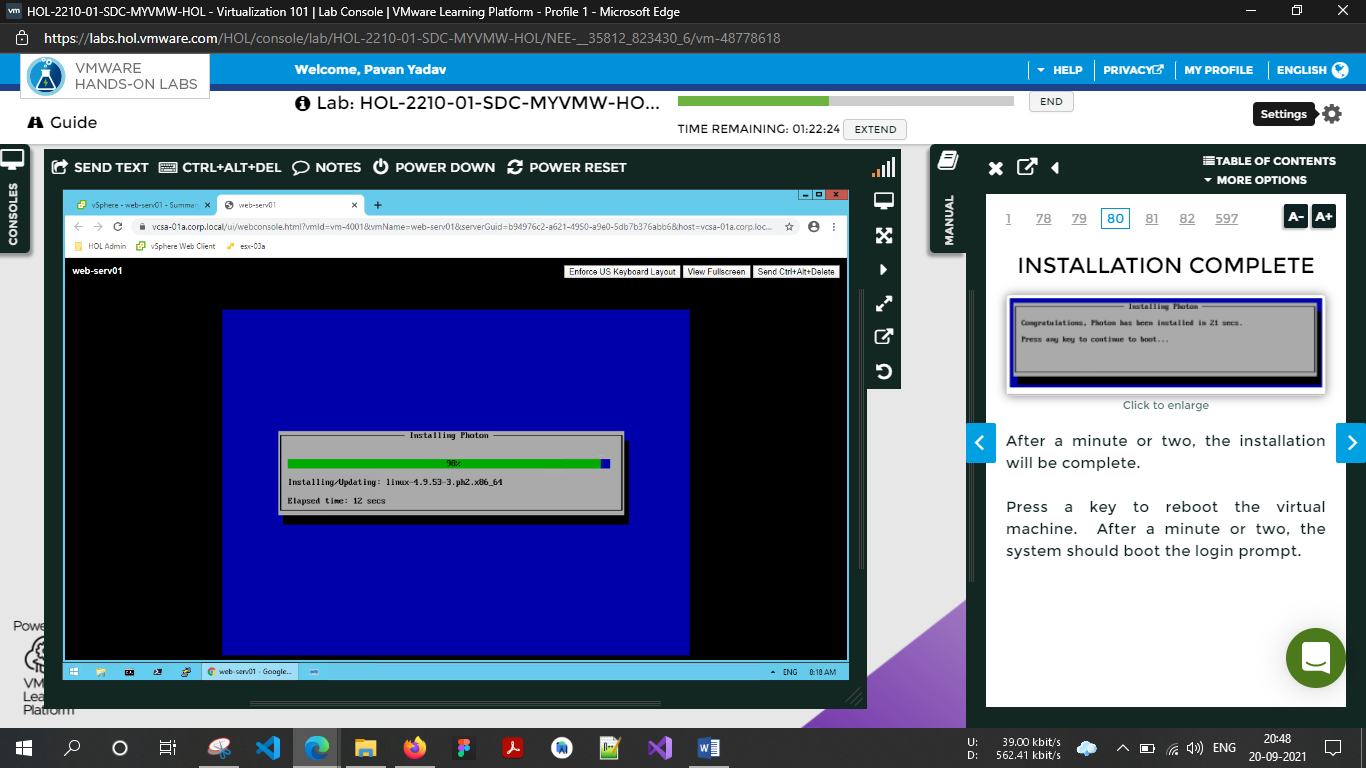 HOL-2210-01-SDC-MYVMW-HOL - Virtualization 101 | Lab Console | VMware Learning Platform - Profile 1 - Microsoft Edge
https://labs.hol.vmware.com/HOL/console/lab/HOL-2210-01-SDC-MYVMW-HOL/NEE-__35812_823430_6/vm-48778618
VMWARE
HANDS-ON LABS
Welcome, Pavan Yadav
HELP
PRIVACY
MY PROFILE
ENGLISH
Guide
Lab: HOL-2210-01-SDC-MYVMW-HO...
TIME REMAINING: 01:22:24
EXTEND
END
Settings
CONSOLES
SEND TEXT
CTRL+ALT+DEL
NOTES
POWER DOWN
POWER RESET
vSphere - web-serv01 - Summar
web-serv01
vcsa-01a.corp.local/ui/webconsole.html?vmId=vm-4001&vmName=web-serv01&serverGuid=b94976c2-a621-4950-a9e0-5db7b376abb6&host=vcsa-01a.corp.loc...
HOL Admin
vSphere Web Client
esx-03a
web-serv01
Enforce US Keyboard Layout
View Fullscreen
Send Ctrl+Alt+Delete
Installing Photon
98%
Installing/Updating: linux-4.9.53-3.ph2.x86_64
Elapsed time: 12 secs
web-serv01 - Google...
ENG
8:18 AM
Powe
VM
Lea
Platform
MANUAL
TABLE OF CONTENTS
MORE OPTIONS
1 78 79 80 81 82 597
A- A+
INSTALLATION COMPLETE
Installing Photon
Congratulations, Photon has been installed in 21 secs.
Press any key to continue to boot...
Click to enlarge
After a minute or two, the installation
will be complete.
Press a key to reboot the virtual
machine. After a minute or two, the
system should boot the login prompt.
U: 39.00 kbit/s
D: 562.41 kbit/s
ENG
20:48
20-09-2021